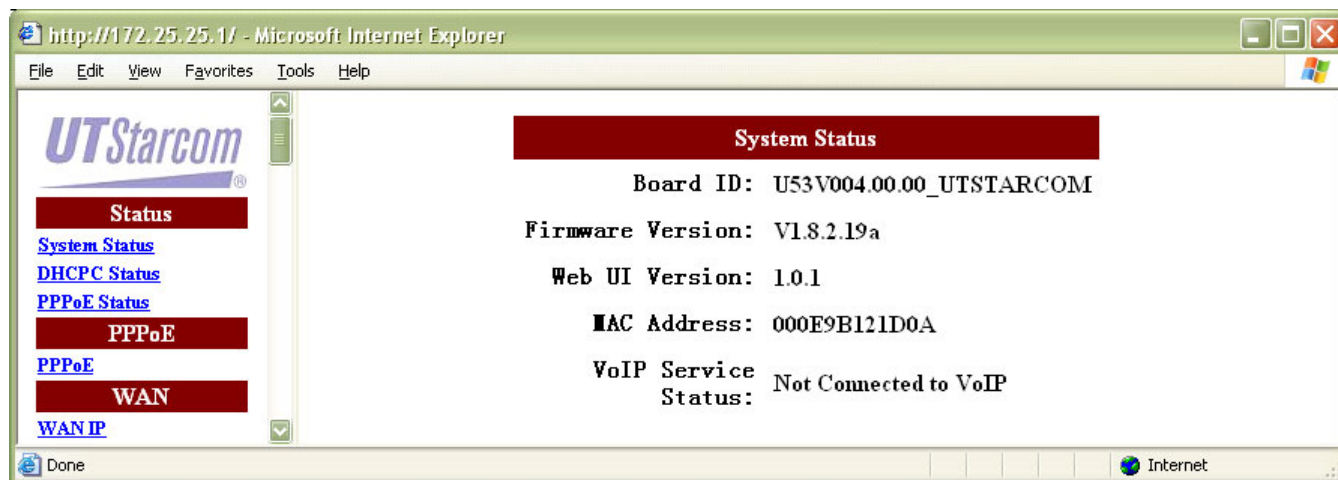 http://172.25.25.1/ - Microsoft Internet Explorer
File Edit View Favorites Tools Help
UTStarcom®
Status
System Status
DHCPC Status
PPPoE Status
PPPoE
PPPoE
WAN
WAN IP
System Status
Board ID: U53V004.00.00_UTSTARCOM
Firmware Version: V1.8.2.19a
Web UI Version: 1.0.1
MAC Address: 000E9B121D0A
VoIP Service
Status: Not Connected to VoIP
Done
Internet